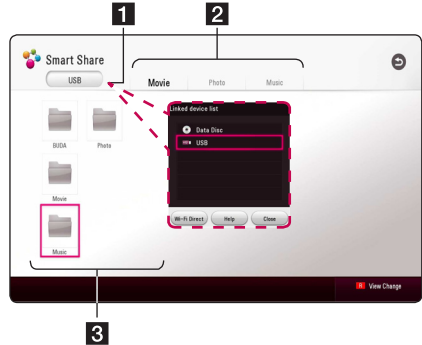 1
2
Smart Share
USB
Movie Photo Music
Linked device list
Data Disc
USB
BUDA Photo
Movie
Wi-Fi Direct Help Close
Music
R View Change
3